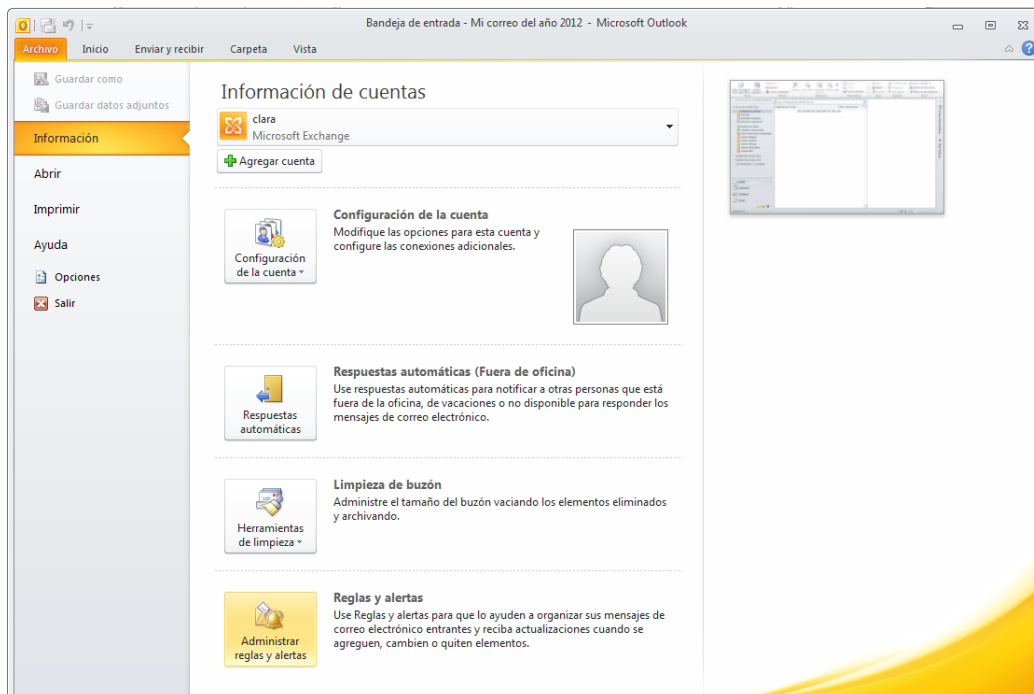 Bandeja de entrada - Mi correo del año 2012 - Microsoft Outlook
Archivo Inicio Enviar y recibir Carpeta Vista
Guardar como
Guardar datos adjuntos
Información
Abrir
Imprimir
Ayuda
Opciones
Salir
Información de cuentas
clara
Microsoft Exchange
Agregar cuenta
Configuración
de la cuenta
Configuración de la cuenta
Modifique las opciones para esta cuenta y
configure las conexiones adicionales.
Respuestas
automáticas
Respuestas automáticas (Fuera de oficina)
Use respuestas automáticas para notificar a otras personas que está
fuera de la oficina, de vacaciones o no disponible para responder los
mensajes de correo electrónico.
Herramientas
de limpieza
Limpieza de buzón
Administre el tamaño del buzón vaciando los elementos eliminados
y archivando.
Administrar
reglas y alertas
Reglas y alertas
Use Reglas y alertas para que lo ayuden a organizar sus mensajes de
correo electrónico entrantes y reciba actualizaciones cuando se
agreguen, cambien o quiten elementos.